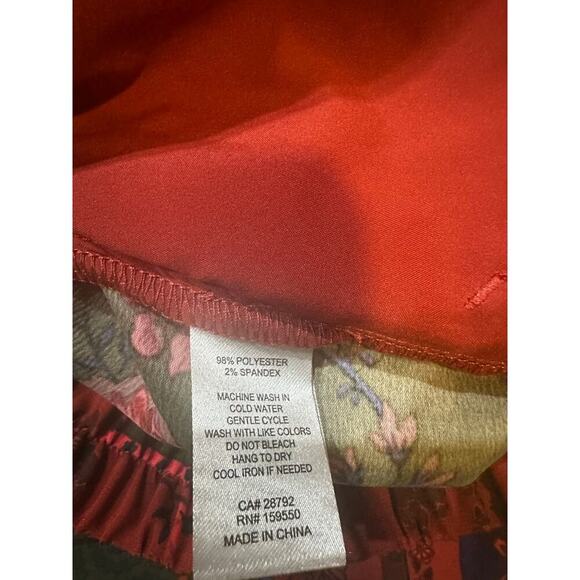 98% POLYESTER
2% SPANDEX
MACHINE WASH IN
COLD WATER
GENTLE CYCLE
WASH WITH LIKE COLORS
DO NOT BLEACH
HANG TO DRY
COOL IRON IF NEEDED
CA# 28792
RN# 159550
MADE IN CHINA